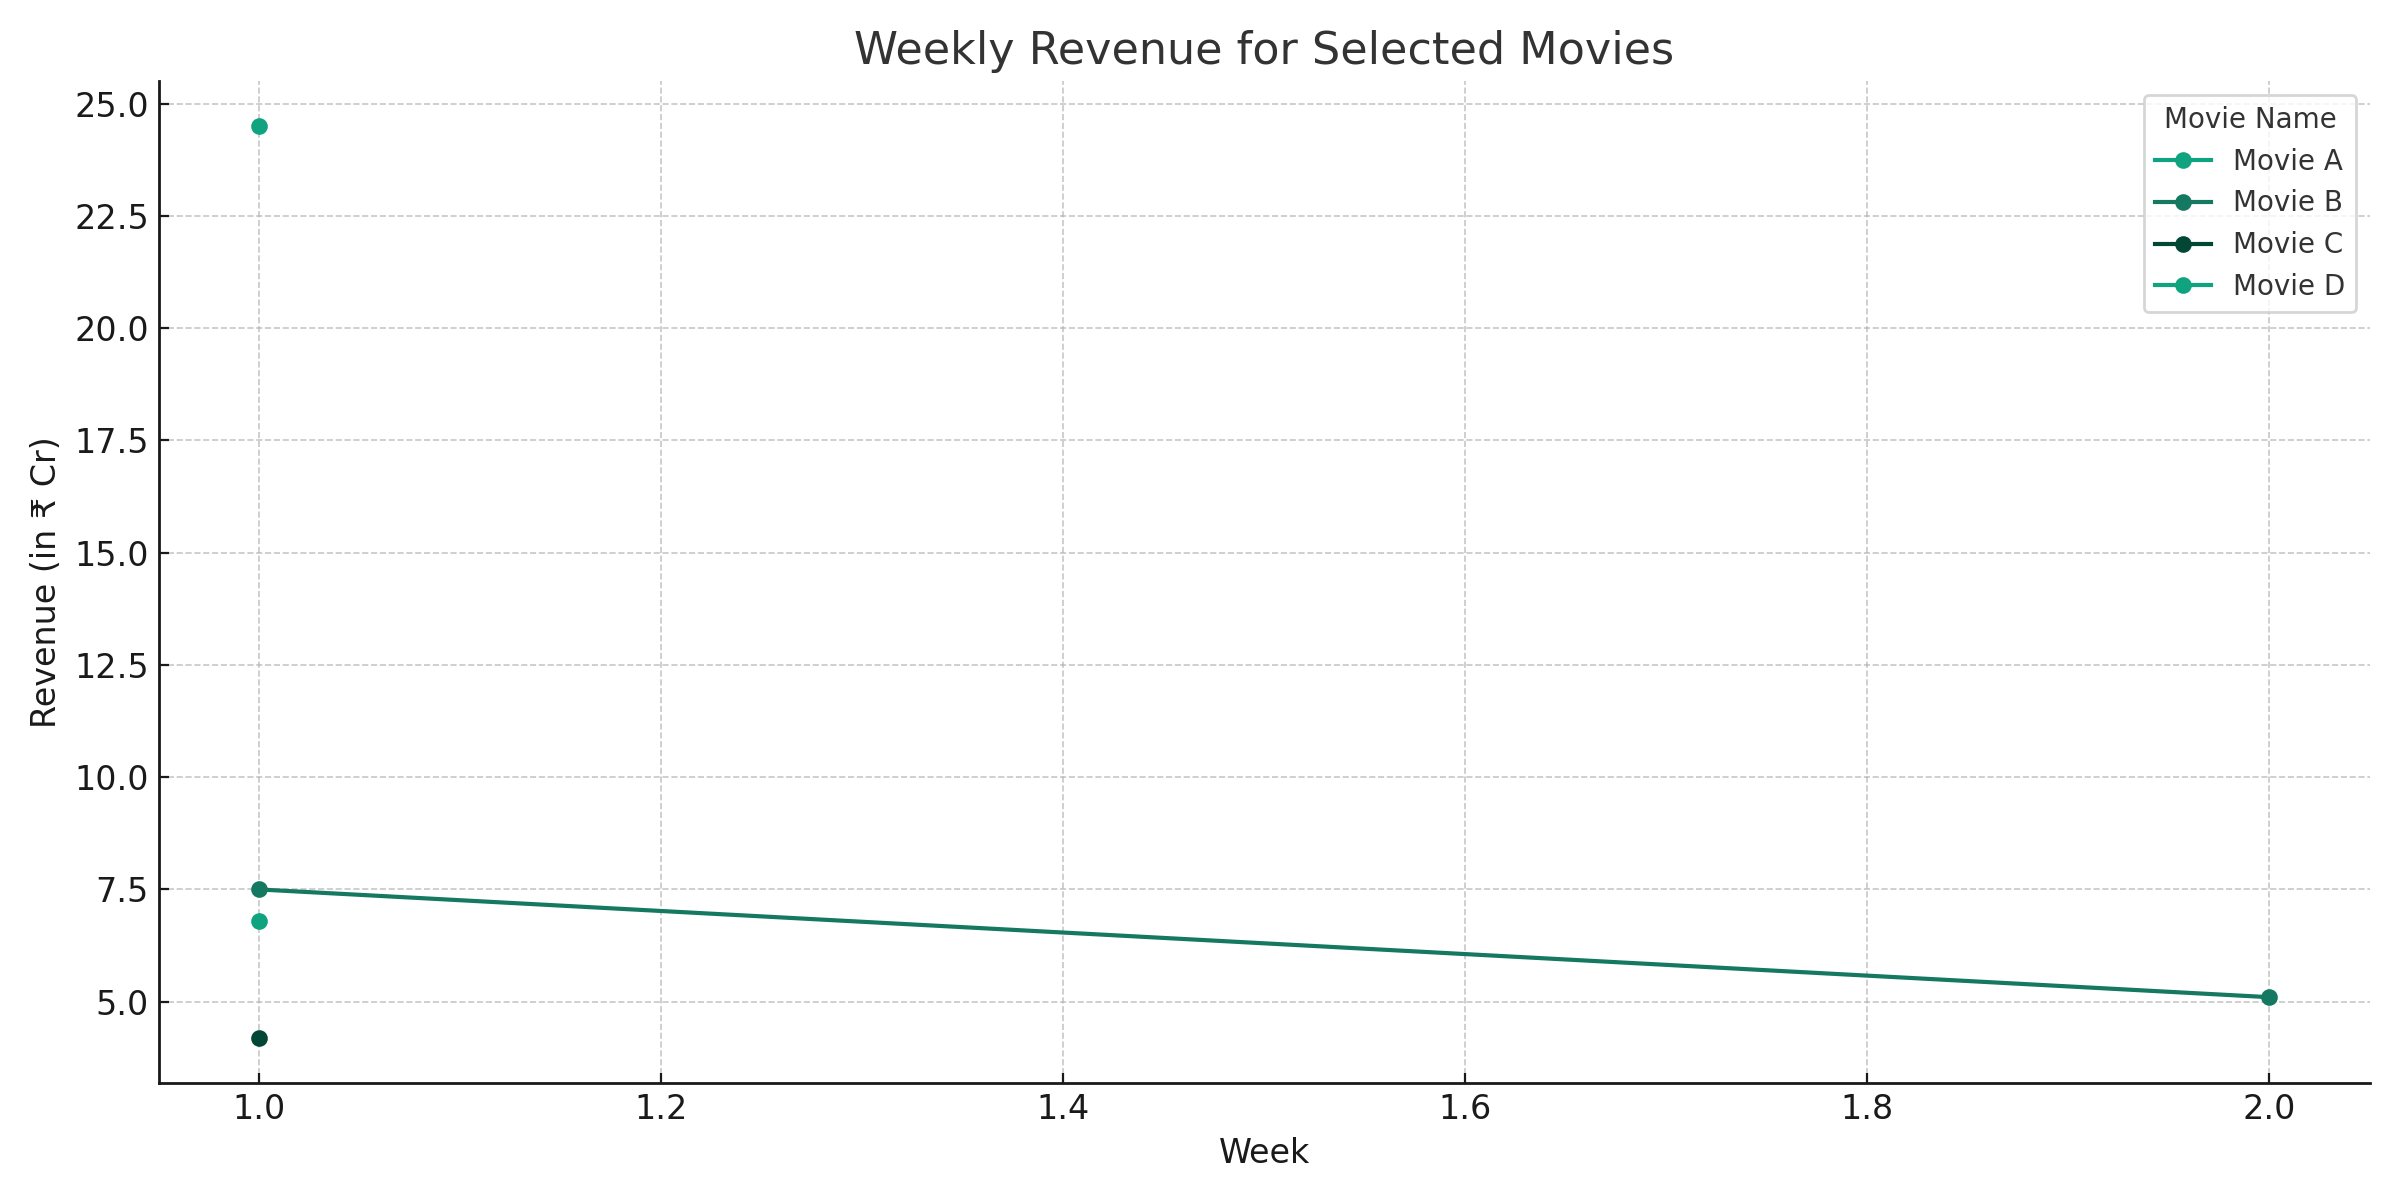 Weekly Revenue for Selected Movies
25.0
22.5
20.0
17.5
15.0
12.5
10.0
7.5
5.0
Revenue (in ₹ Cr)
Movie Name
Movie A
Movie B
Movie C
Movie D
1.0 1.2 1.4 1.6 1.8 2.0
Week